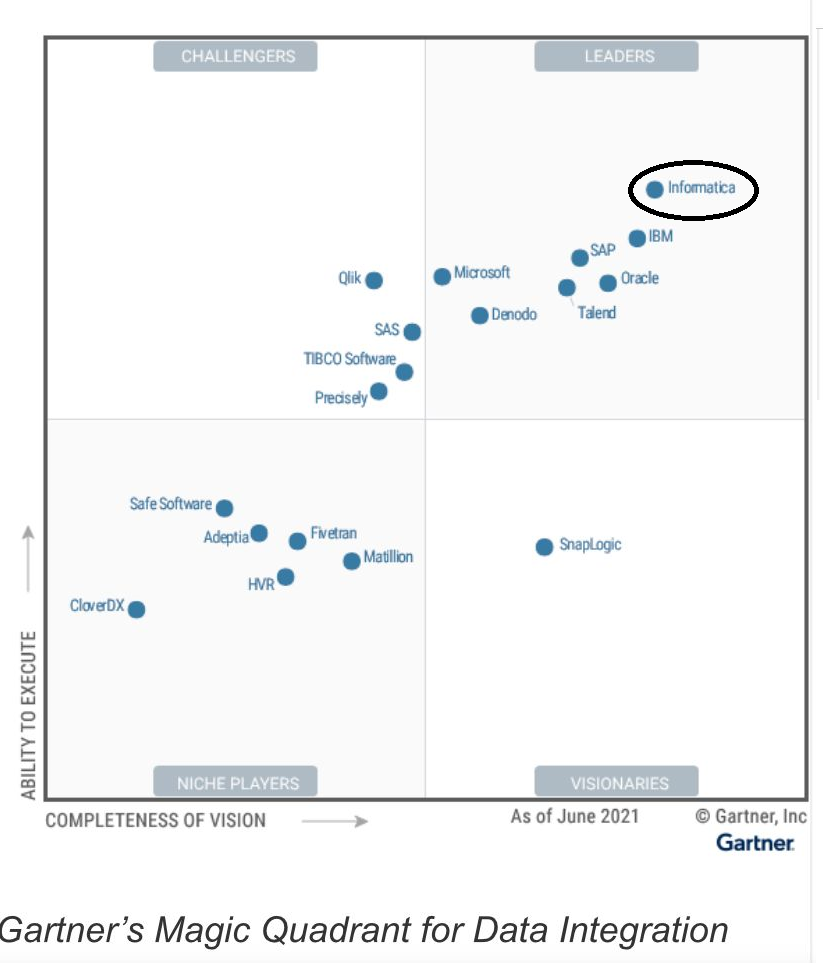 CHALLENGERS
LEADERS
Informatica
IBM
SAP
Microsoft
Oracle
Qlik
Talend
Denodo
SAS
TIBCO Software
Precisely
Safe Software
Adeptia
Fivetran
SnapLogic
Matillion
HVR
CloverDX
ABILITY TO EXECUTE
NICHE PLAYERS
VISIONARIES
COMPLETENESS OF VISION
As of June 2021
© Gartner, Inc
Gartner
Gartner's Magic Quadrant for Data Integration